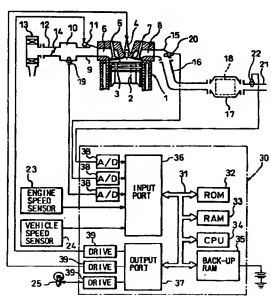 13 12 14 10 11 5 6 4 7 8 15 20
16
18
22
21
9
19
3 2 1
17
38
A/D
38
A/D
38
A/D
36
31
30
23
ENGINE
SPEED
SENSOR
INPUT
PORT
ROM
32
RAM
33
VEHICLE
SPEED
SENSOR
CPU
34
24
39
DRIVE
37
35
39
DRIVE
OUTPUT
PORT
BACK-UP
RAM
39
DRIVE
25